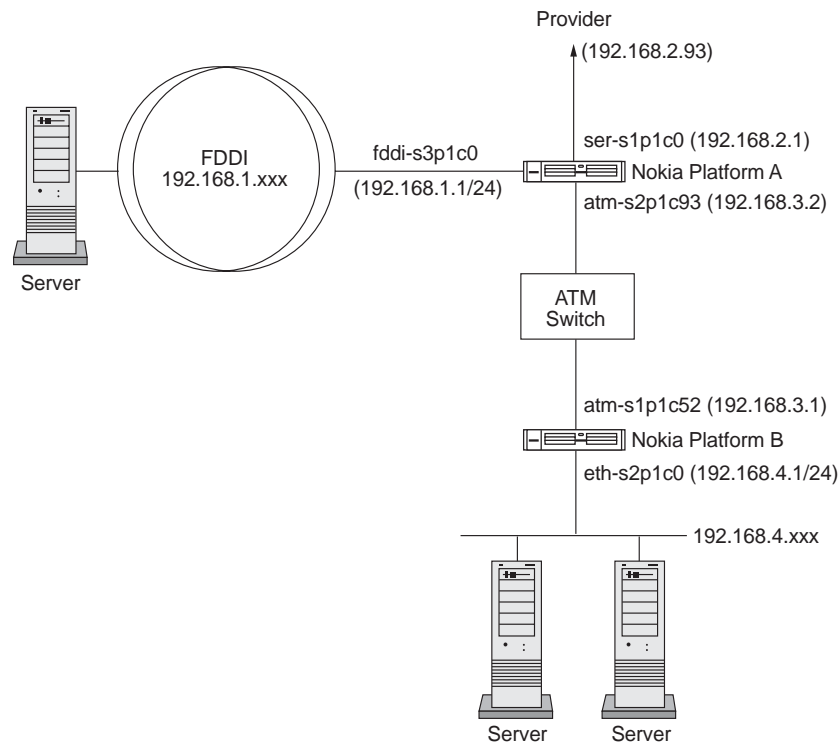 Provider
(192.168.2.93)
FDDI
192.168.1.xxx
fddi-s3p1c0
(192.168.1.1/24)
ser-s1p1c0 (192.168.2.1)
Nokia Platform A
atm-s2p1c93 (192.168.3.2)
Server
ATM
Switch
atm-s1p1c52 (192.168.3.1)
Nokia Platform B
eth-s2p1c0 (192.168.4.1/24)
192.168.4.xxx
Server
Server